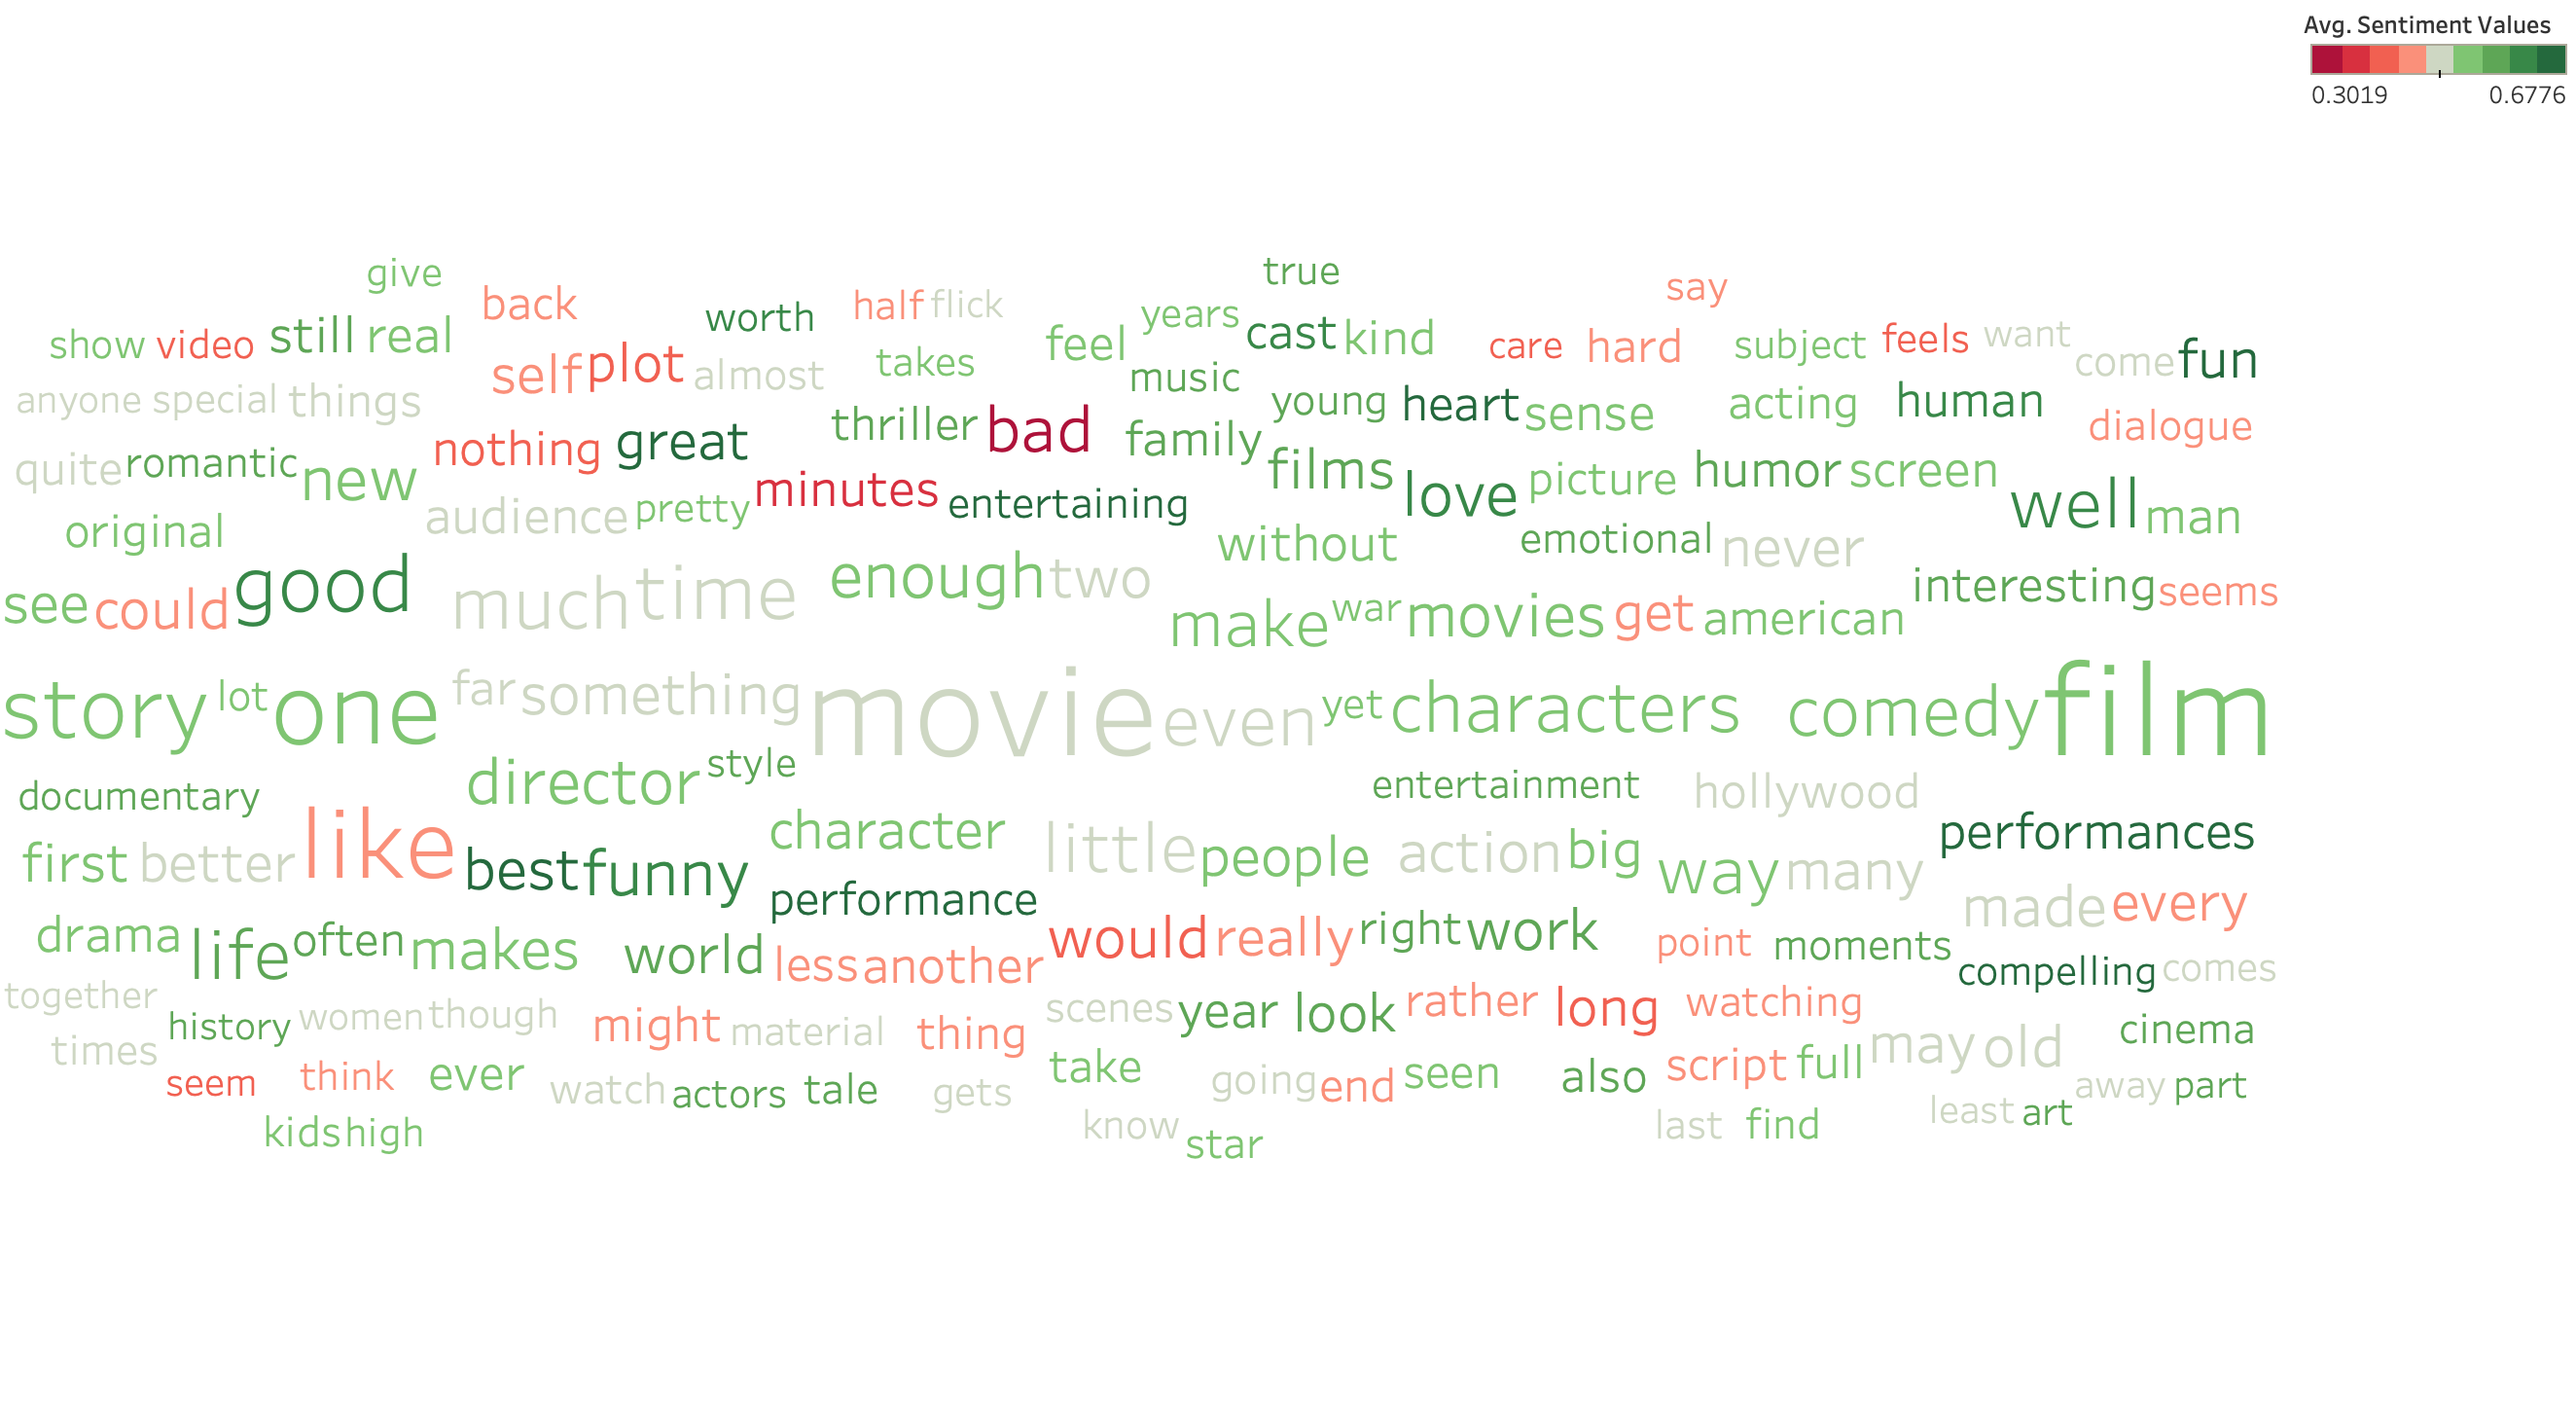 Avg. Sentiment Values
0.3019 0.6776
give true say
back worth half flick years cast kind
show video still real feel care hard subject feels want come fun
self plot almost takes music
anyone special things thriller bad family young heart sense acting human dialogue
quite romantic new nothing great films love picture humor screen well man
original audience pretty minutes entertaining without emotional never
see could good much time enough two make war movies get american interesting seems
story lot one far something movie even yet characters comedy film
documentary director style entertainment hollywood
first better like best funny character little people action big way many performances
performance made every
drama life often makes world less another would really right work point moments compelling comes
together history women though might material thing scenes year look rather long watching may old cinema
times seem think ever watch actors tale gets take going end seen also script full away part
kids high know star last find least art